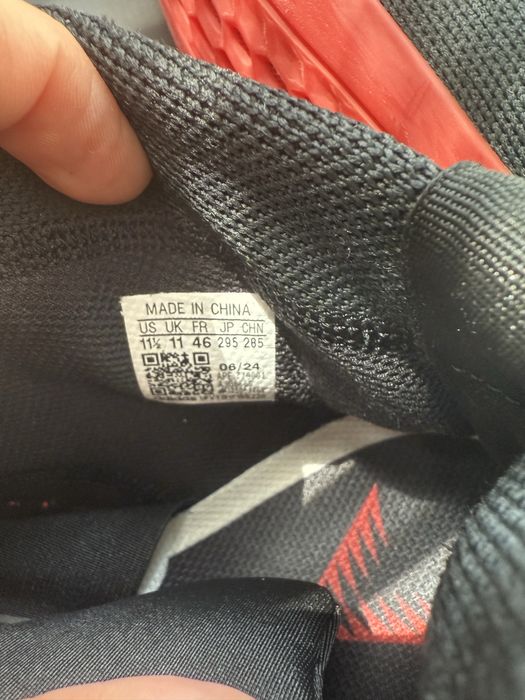 MADE IN CHINA
US UK FR JP CHN
11½ 11 46 295 285
06/24